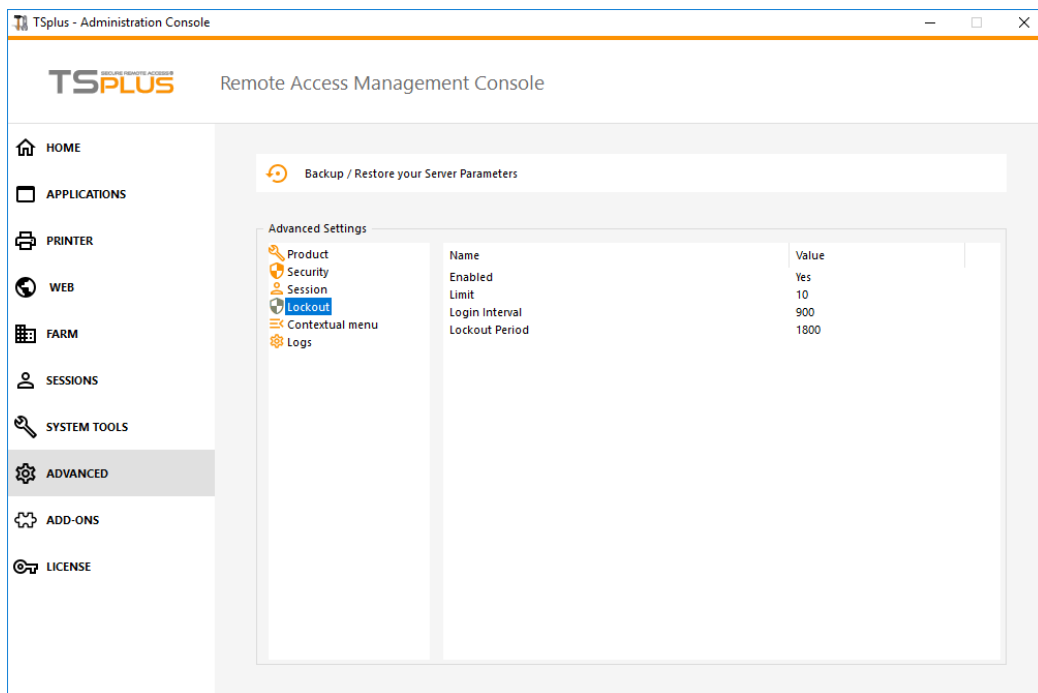 TSplus - Administration Console
TSPLUS
SECURE REMOTE ACCESS
Remote Access Management Console
HOME
APPLICATIONS
PRINTER
WEB
FARM
SESSIONS
SYSTEM TOOLS
ADVANCED
ADD-ONS
LICENSE
Backup / Restore your Server Parameters
Advanced Settings
Product
Security
Session
Lockout
Contextual menu
Logs
Name Value
Enabled Yes
Limit 10
Login Interval 900
Lockout Period 1800